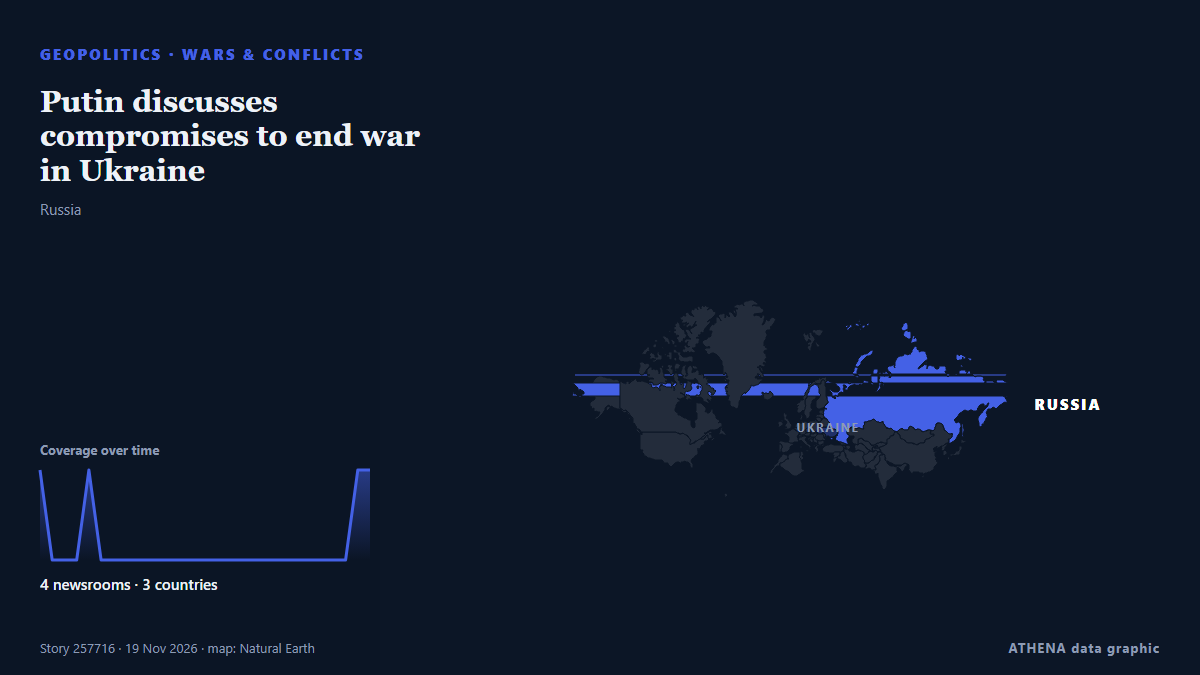 GEOPOLITICS · WARS & CONFLICTS
Putin discusses
compromises to end war
in Ukraine
Russia
RUSSIA
UKRAINE
Coverage over time
4 newsrooms · 3 countries
Story 257716 · 19 Nov 2026 · map: Natural Earth
ATHENA data graphic